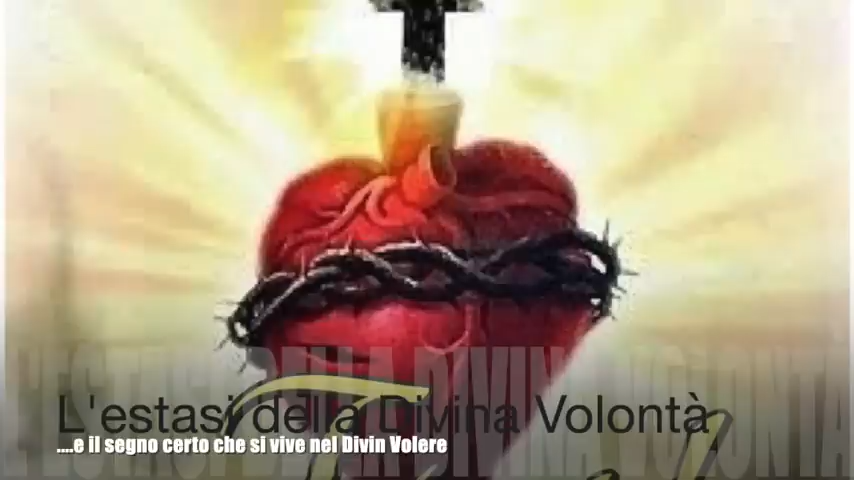 L'estasi della Divina Volontà
....e il segno certo che si vive nel Divin Volere
L'ESTASI DELLA DIVINA VOLONTÀ